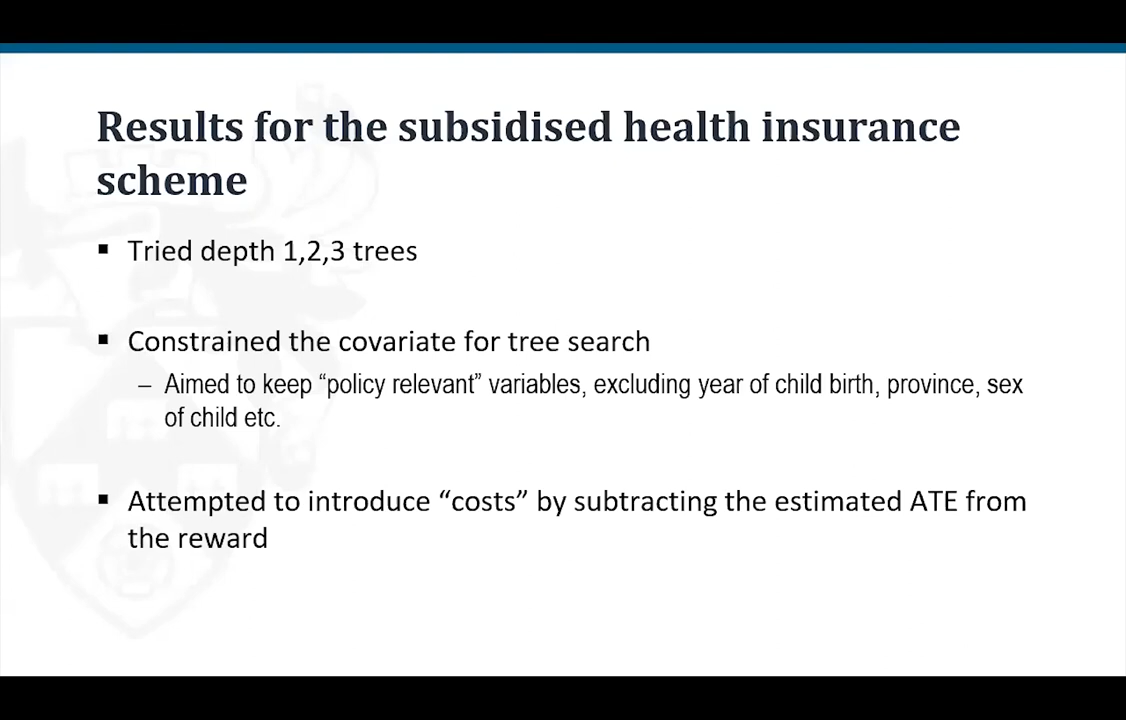 Results for the subsidised health insurance
scheme
▪ Tried depth 1,2,3 trees
▪ Constrained the covariate for tree search
– Aimed to keep “policy relevant” variables, excluding year of child birth, province, sex
of child etc.
▪ Attempted to introduce “costs” by subtracting the estimated ATE from
the reward